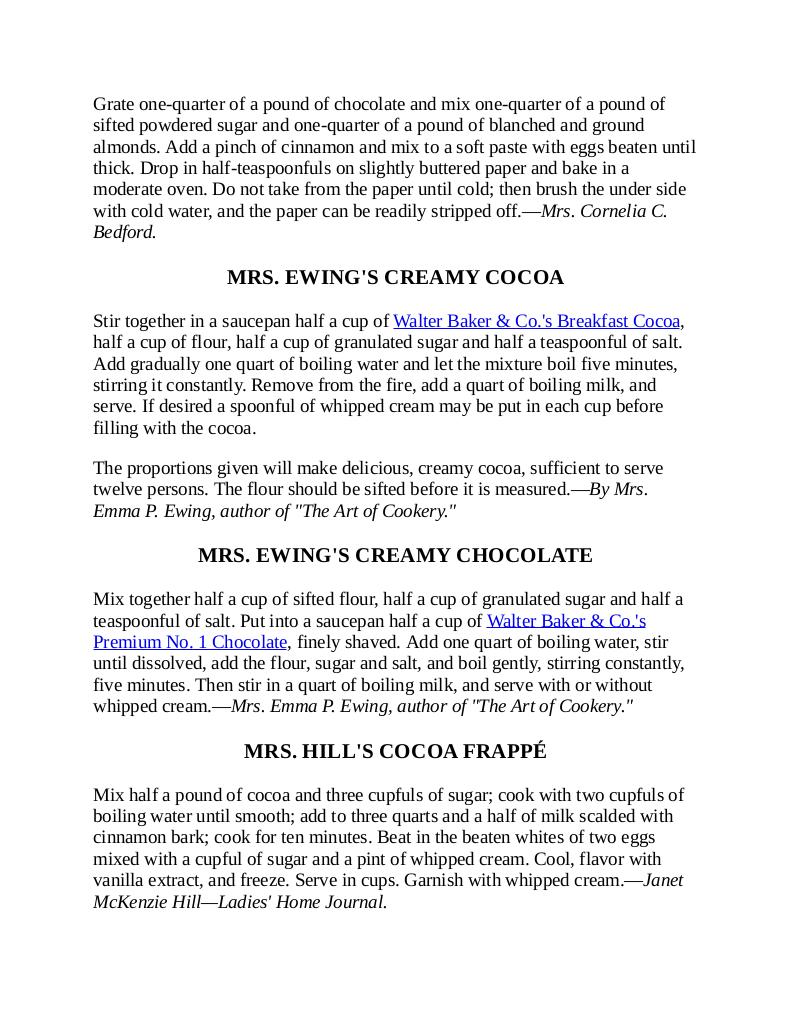 Grate one-quarter of a pound of chocolate and mix one-quarter of a pound of
sifted powdered sugar and one-quarter of a pound of blanched and ground
almonds. Add a pinch of cinnamon and mix to a soft paste with eggs beaten until
thick. Drop in half-teaspoonfuls on slightly buttered paper and bake in a
moderate oven. Do not take from the paper until cold; then brush the under side
with cold water, and the paper can be readily stripped off.—Mrs. Cornelia C.
Bedford.
MRS. EWING'S CREAMY COCOA
Stir together in a saucepan half a cup of Walter Baker & Co.'s Breakfast Cocoa,
half a cup of flour, half a cup of granulated sugar and half a teaspoonful of salt.
Add gradually one quart of boiling water and let the mixture boil five minutes,
stirring it constantly. Remove from the fire, add a quart of boiling milk, and
serve. If desired a spoonful of whipped cream may be put in each cup before
filling with the cocoa.
The proportions given will make delicious, creamy cocoa, sufficient to serve
twelve persons. The flour should be sifted before it is measured.—By Mrs.
Emma P. Ewing, author of "The Art of Cookery."
MRS. EWING'S CREAMY CHOCOLATE
Mix together half a cup of sifted flour, half a cup of granulated sugar and half a
teaspoonful of salt. Put into a saucepan half a cup of Walter Baker & Co.'s
Premium No. 1 Chocolate, finely shaved. Add one quart of boiling water, stir
until dissolved, add the flour, sugar and salt, and boil gently, stirring constantly,
five minutes. Then stir in a quart of boiling milk, and serve with or without
whipped cream.—Mrs. Emma P. Ewing, author of "The Art of Cookery."
MRS. HILL'S COCOA FRAPPÉ
Mix half a pound of cocoa and three cupfuls of sugar; cook with two cupfuls of
boiling water until smooth; add to three quarts and a half of milk scalded with
cinnamon bark; cook for ten minutes. Beat in the beaten whites of two eggs
mixed with a cupful of sugar and a pint of whipped cream. Cool, flavor with
vanilla extract, and freeze. Serve in cups. Garnish with whipped cream.—Janet
McKenzie Hill—Ladies' Home Journal.